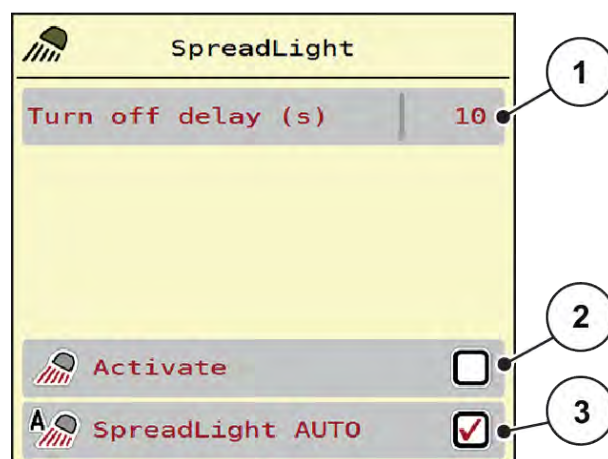 SpreadLight
1
Turn off delay (s) 10
2
Activate
3
A
SpreadLight AUTO